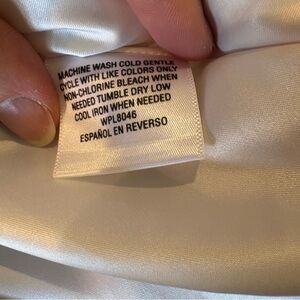 MACHINE WASH COLD GENTLE
CYCLE WITH LIKE COLORS ONLY
NON-CHLORINE BLEACH WHEN
NEEDED TUMBLE DRY LOW
COOL IRON WHEN NEEDED
WPL8046
ESPAÑOL EN REVERSO